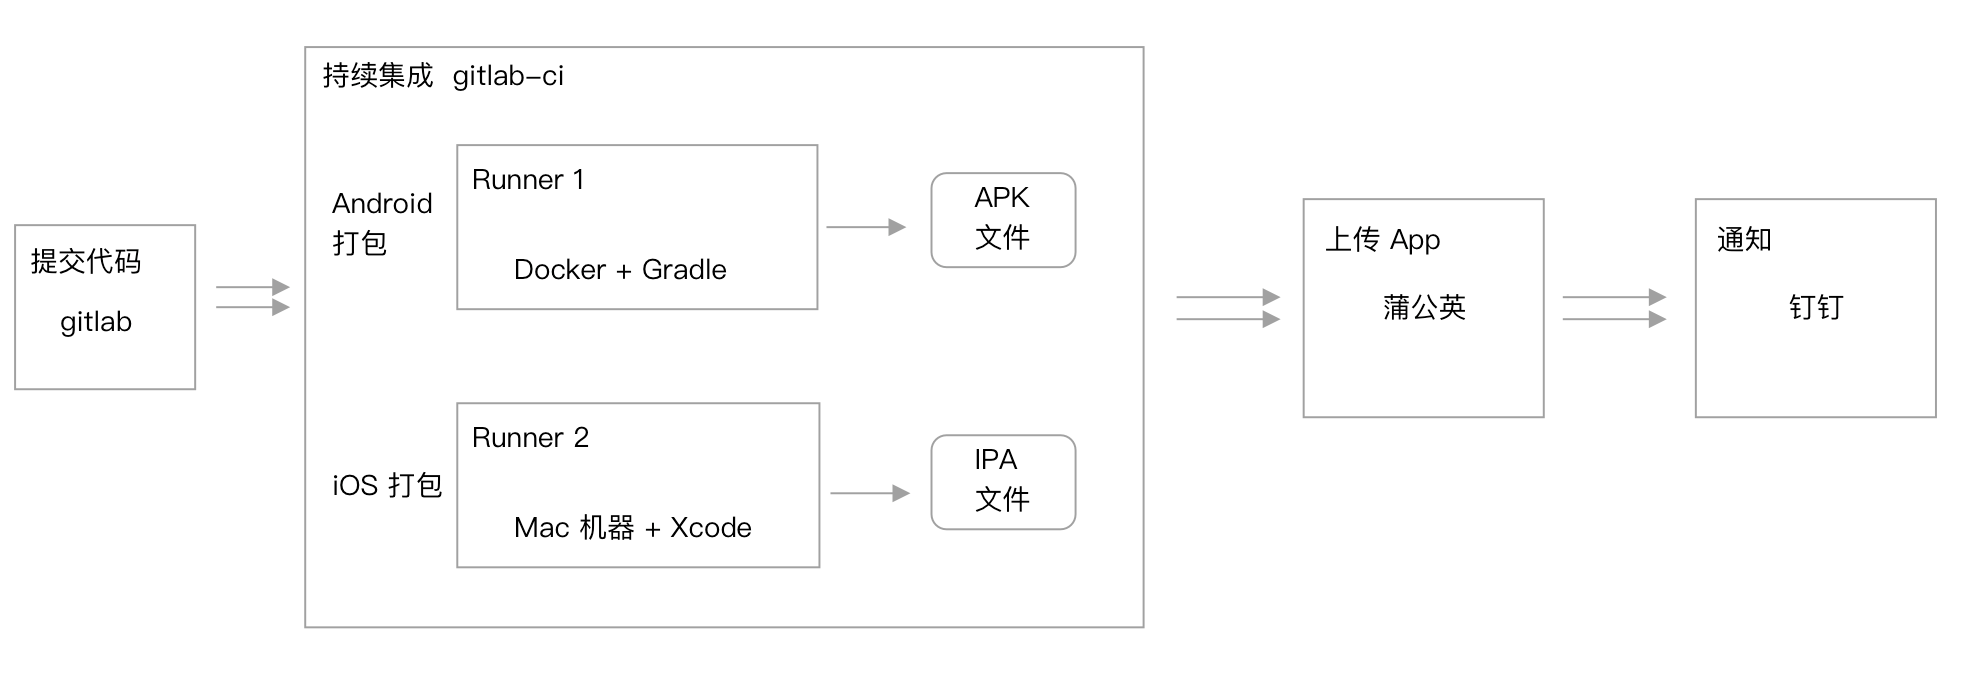 提交代码
gitlab
持续集成 gitlab-ci
Android
打包
Runner 1
Docker + Gradle
APK
文件
iOS 打包
Runner 2
Mac 机器 + Xcode
IPA
文件
上传 App
蒲公英
通知
钉钉